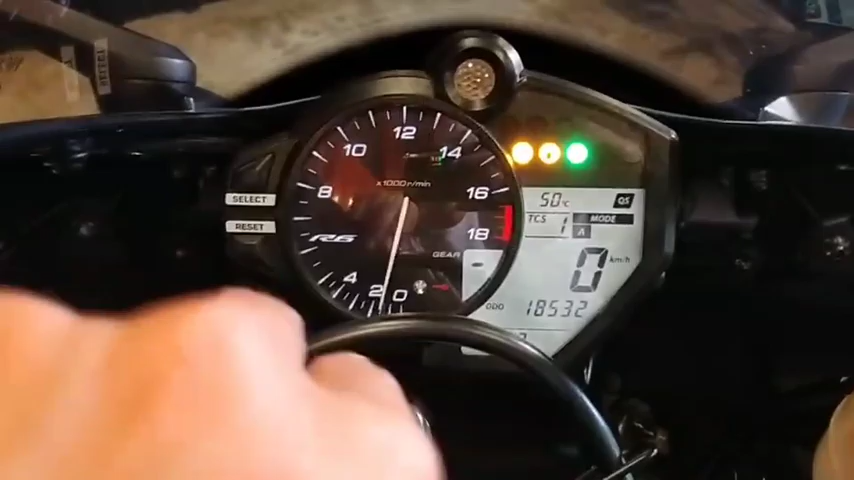 12
10
14
x1000r/min
8
16
SELECT
RESET
R6
18
GEAR
-
4
2
0
50°C
QS
TCS 1
MODE A
0 km/h
ODO
18532